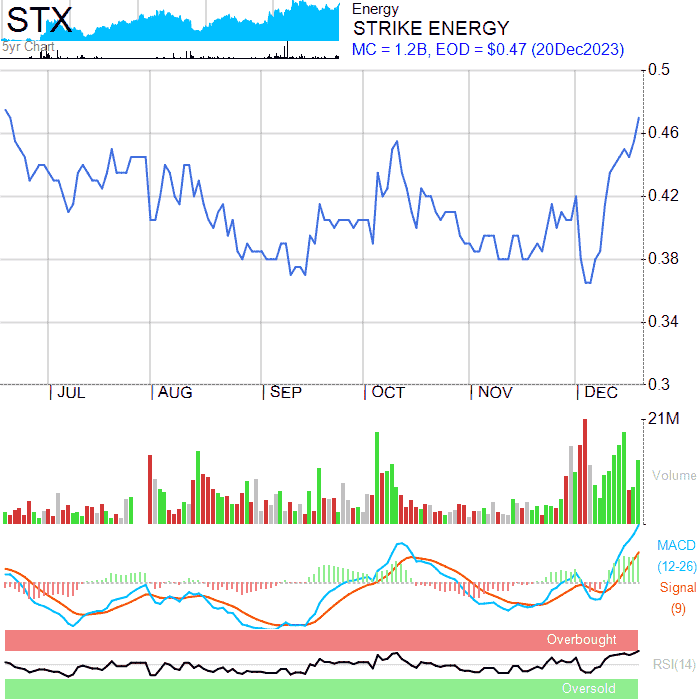 STX
5yr Chart
Energy
STRIKE ENERGY
MC = 1.2B, EOD = $0.47 (20Dec2023)
0.5
0.46
0.42
0.38
0.34
0.3
JUL AUG SEP OCT NOV DEC
21M
Volume
MACD
(12-26)
Signal
(9)
Overbought
RSI(14)
Oversold